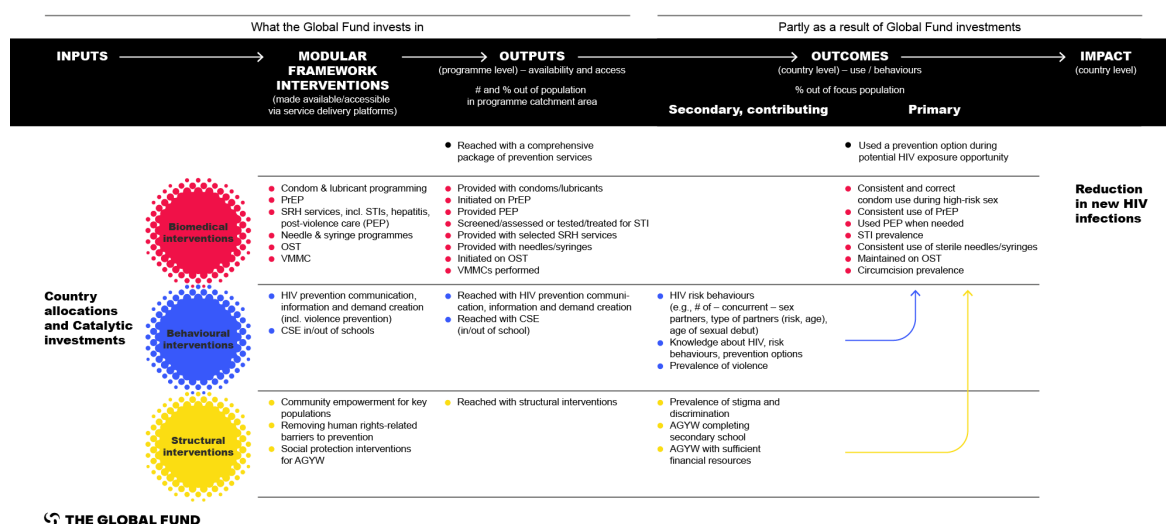 What the Global Fund invests in
Partly as a result of Global Fund investments
INPUTS
MODULAR
FRAMEWORK
INTERVENTIONS
(made available/accessible
via service delivery platforms)
OUTPUTS
(programme level) – availability and access
# and % out of population
in programme catchment area
OUTCOMES
(country level) – use / behaviours
% out of focus population
Secondary, contributing
Primary
IMPACT
(country level)
Reached with a comprehensive
package of prevention services
Used a prevention option during
potential HIV exposure opportunity
Country
allocations
and Catalytic
investments
Biomedical
interventions
Condom & lubricant programming
PrEP
SRH services, incl. STIs, hepatitis,
post-violence care (PEP)
Needle & syringe programmes
OST
VMMC
Provided with condoms/lubricants
Initiated on PrEP
Provided PEP
Screened/assessed or tested/treated for STI
Provided with selected SRH services
Provided with needles/syringes
Initiated on OST
VMMCs performed
Consistent and correct
condom use during high-risk sex
Consistent use of PrEP
Used PEP when needed
STI prevalence
Consistent use of sterile needles/syringes
Maintained on OST
Circumcision prevalence
Reduction
in new HIV
infections
Behavioural
interventions
HIV prevention communication,
information and demand creation
(incl. violence prevention)
CSE in/out of schools
Reached with HIV prevention communi-
cation, information and demand creation
Reached with CSE
(in/out of school)
HIV risk behaviours
(e.g., # of – concurrent – sex
partners, type of partners (risk, age),
age of sexual debut)
Knowledge about HIV, risk
behaviours, prevention options
Prevalence of violence
Structural
interventions
Community empowerment for key
populations
Removing human rights-related
barriers to prevention
Social protection interventions
for AGYW
Reached with structural interventions
Prevalence of stigma and
discrimination
AGYW completing
secondary school
AGYW with sufficient
financial resources
THE GLOBAL FUND